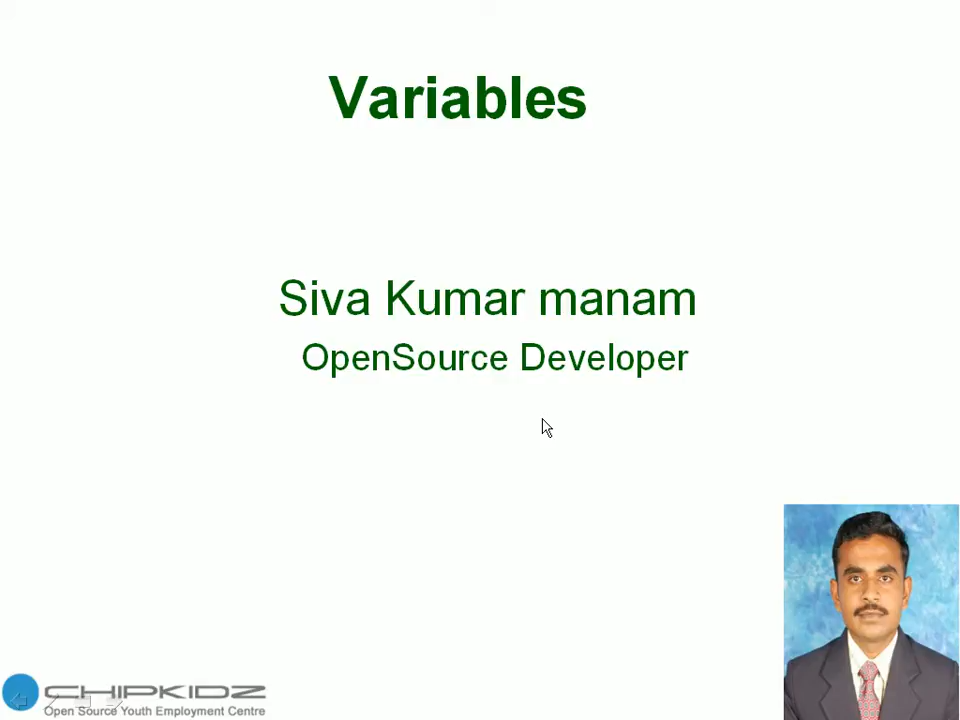 Variables
Siva Kumar manam
OpenSource Developer
CHIPKIDZ
Open Source Youth Employment Centre